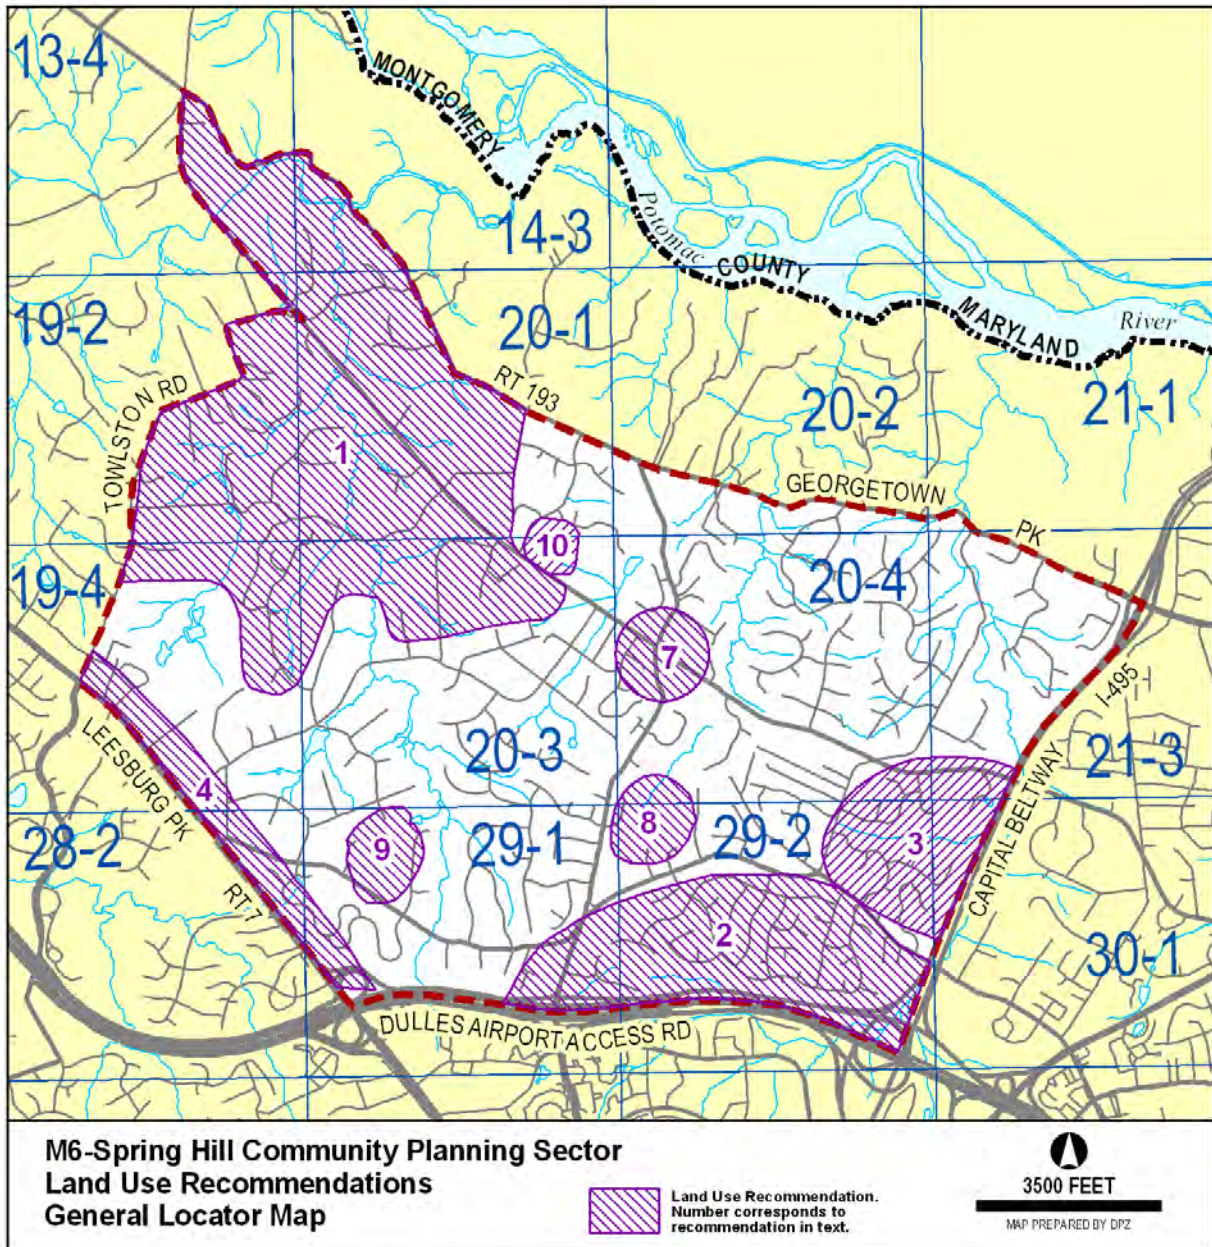 13-4
MONTGOMERY
14-3
Potomac
COUNTY
19-2
20-1
MARYLAND
River
RT 193
20-2
21-1
TOWLSTON RD
1
GEORGETOWN
PK
10
19-4
20-4
7
I-495
LEESBURG PK
4
20-3
21-3
CAPITAL BELTWAY
28-2
9
29-1
8
29-2
3
RT 7
2
30-1
DULLES AIRPORT ACCESS RD
M6-Spring Hill Community Planning Sector
Land Use Recommendations
General Locator Map
Land Use Recommendation.
Number corresponds to
recommendation in text.
3500 FEET
MAP PREPARED BY DPZ